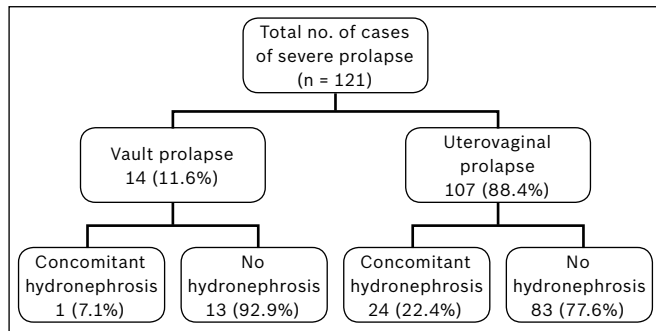 Total no. of cases
of severe prolapse
(n = 121)
Vault prolapse
14 (11.6%)
Uterovaginal
prolapse
107 (88.4%)
Concomitant
hydronephrosis
1 (7.1%)
No
hydronephrosis
13 (92.9%)
Concomitant
hydronephrosis
24 (22.4%)
No
hydronephrosis
83 (77.6%)